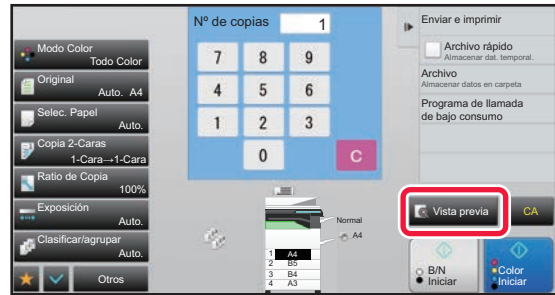 Modo Color
Todo Color
Original
Auto. A4
Selec. Papel
Auto.
Copia 2-Caras
1-Cara→1-Cara
Ratio de Copia
100%
Exposición
Auto.
Clasificar/agrupar
Auto.
Otros
Nº de copias 1
7 8 9
4 5 6
1 2 3
0 C
Normal
A4
1 A4
2 B5
3 B4
4 A3
Enviar e imprimir
Archivo rápido
Almacenar dat. temporal.
Archivo
Almacenar datos en carpeta
Programa de llamada
de bajo consumo
Vista previa
CA
B/N
Iniciar
Color
Iniciar